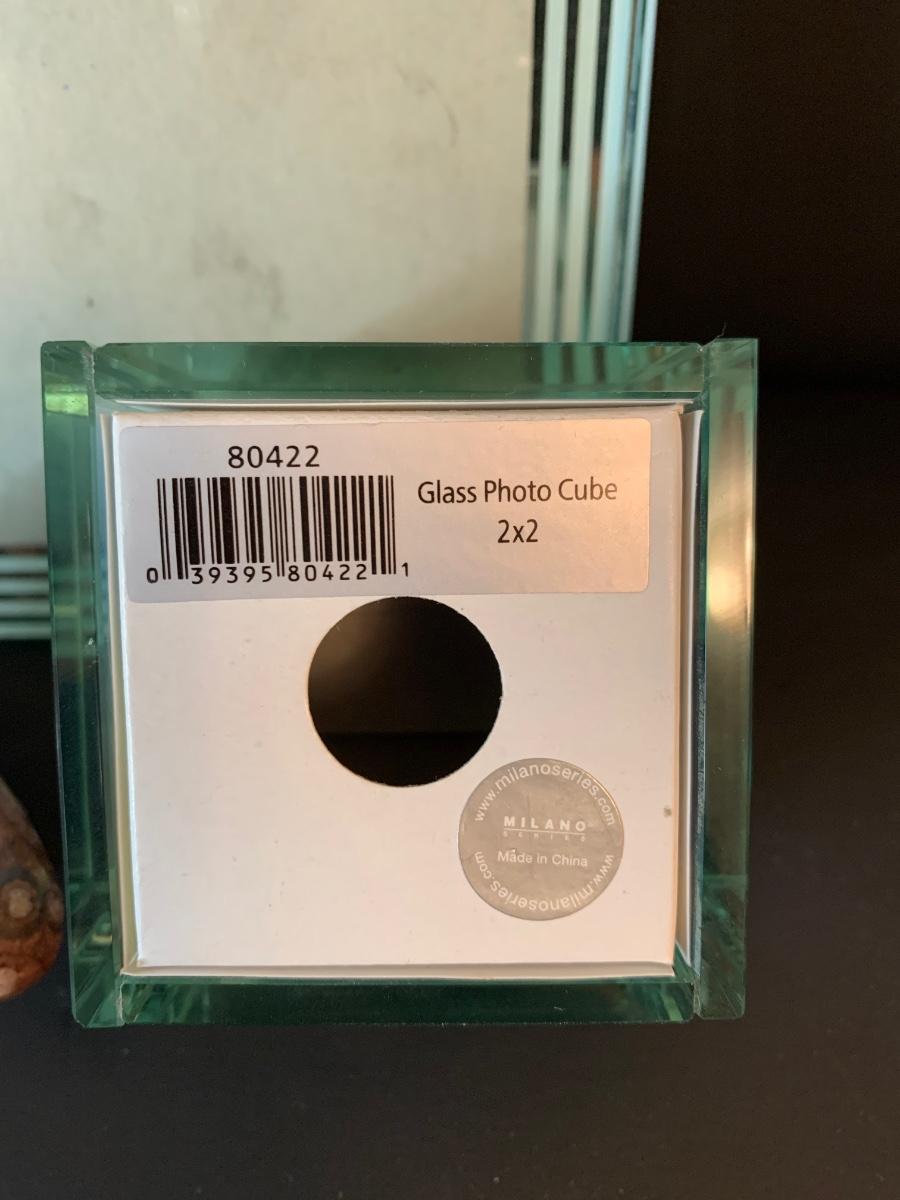 80422
Glass Photo Cube
2x2
0 39395 80422 1
www.milanoseries.com
MILANO
SERIES
Made in China
www.milanoseries.com